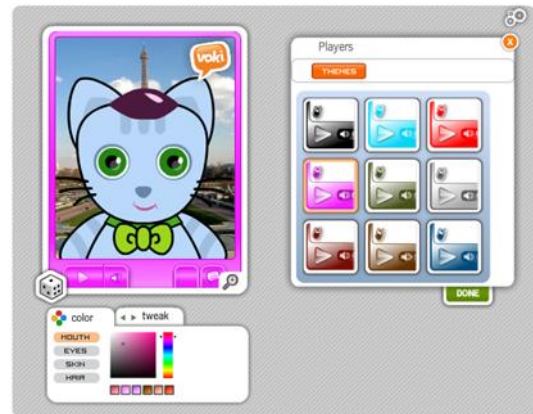 voki
Players
X
THEMES
DONE
color
tweak
MOUTH
EYES
SKIN
HAIR